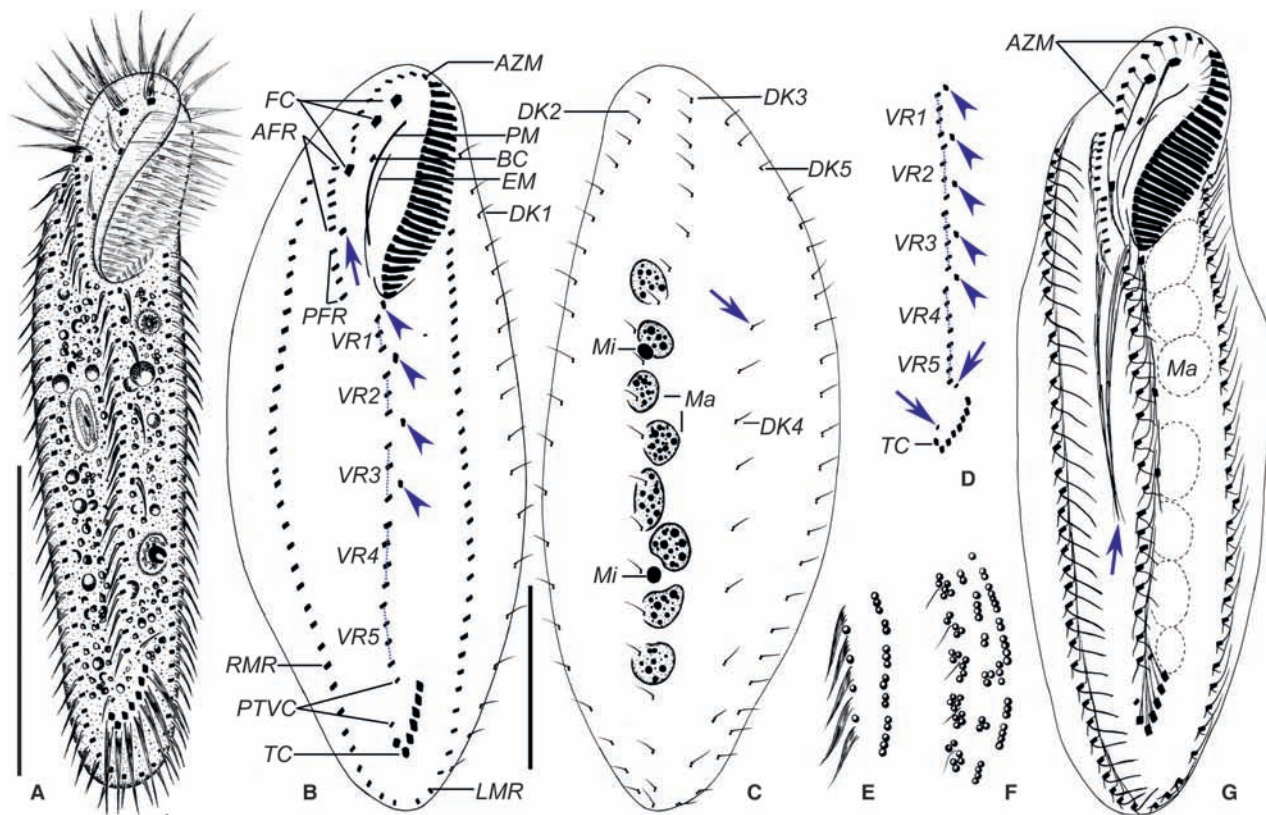 AZM
FC
AFR
PM
BC
EM
DK1
PFR
VR1
VR2
VR3
VR4
VR5
RMR
PTVC
TC
LMR
DK2
DK3
DK5
Mi
Ma
DK4
Mi
VR1
VR2
VR3
VR4
VR5
TC
D
AZM
Ma
A
B
C
E
F
G